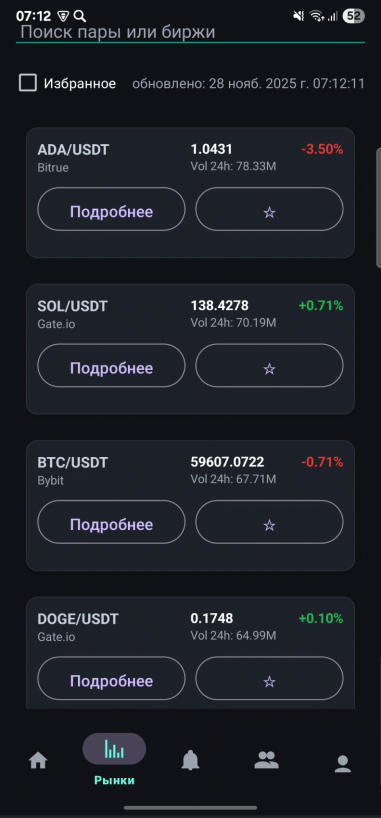 07:12
52
Поиск пары или биржи
Избранное обновлено: 28 нояб. 2025 г. 07:12:11
ADA/USDT 1.0431 -3.50%
Bitrue Vol 24h: 78.33M
Подробнее ☆
SOL/USDT 138.4278 +0.71%
Gate.io Vol 24h: 70.19M
Подробнее ☆
BTC/USDT 59607.0722 -0.71%
Bybit Vol 24h: 67.71M
Подробнее ☆
DOGE/USDT 0.1748 +0.10%
Gate.io Vol 24h: 64.99M
Подробнее ☆
Рынки